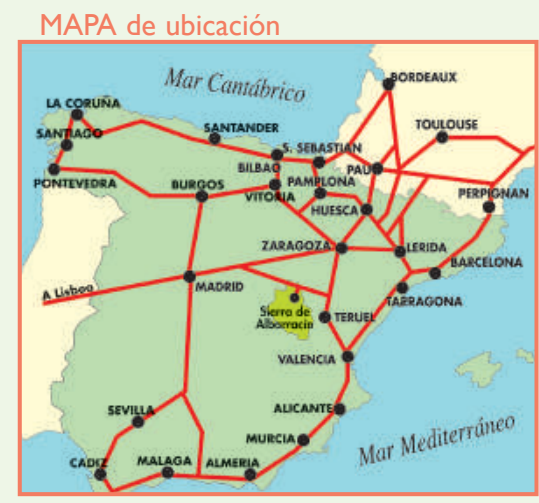 MAPA de ubicación
Mar Cantábrico
BORDEAUX
LA CORUÑA
SANTIAGO
SANTANDER
TOULOUSE
S. SEBASTIAN
BILBAO
PAU
PONTEVEDRA
BURGOS
VITORIA
PAMPLONA
PERPIGNAN
HUESCA
ZARAGOZA
LERIDA
BARCELONA
A Lisboa
MADRID
TARRAGONA
Sierra de
Albarracín
TERUEL
VALENCIA
SEVILLA
ALICANTE
MURCIA
Mar Mediterráneo
CADIZ
MALAGA
ALMERIA